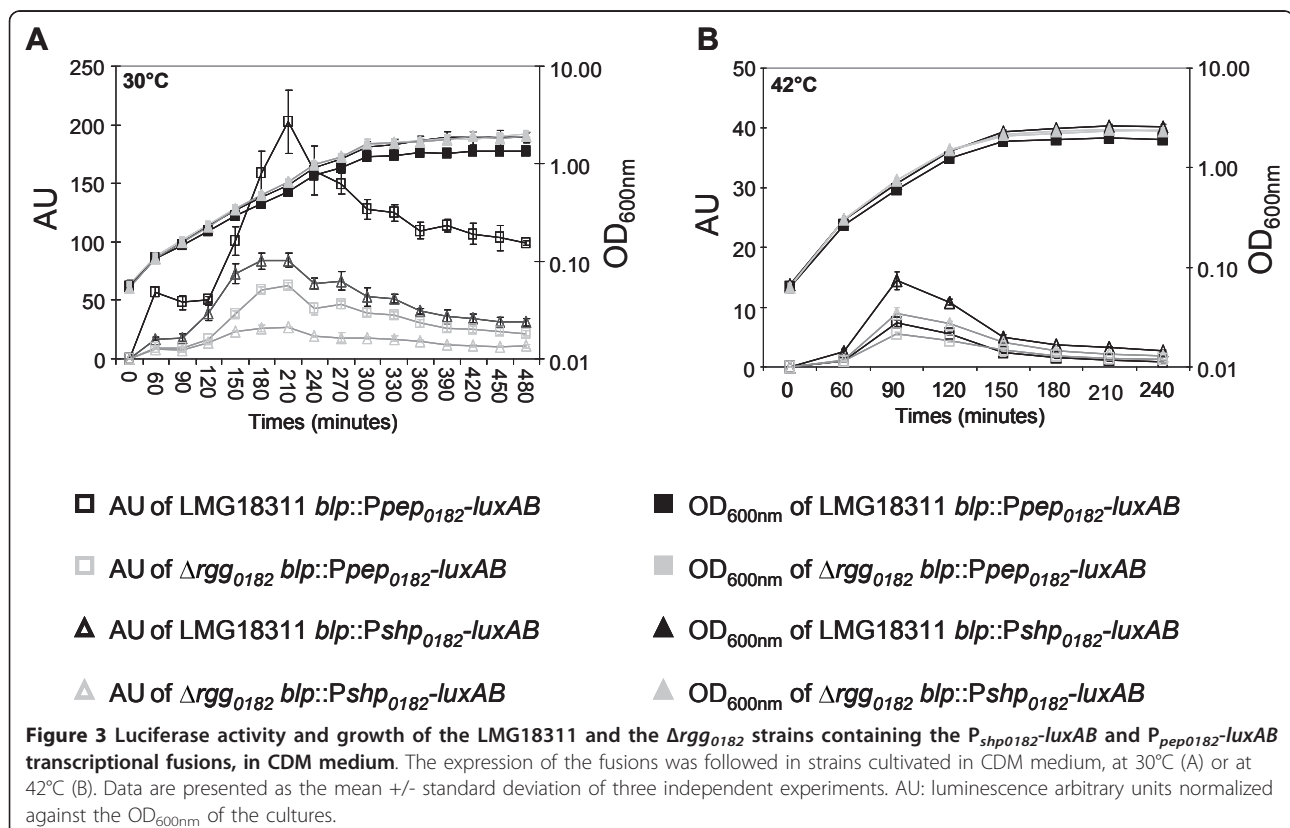 A
B
30°C
42°C
250
200
150
100
50
0
AU
10.00
1.00
0.10
0.01
OD600nm
0 60 90 120 150 180 210 240 270 300 330 360 390 420 450 480
Times (minutes)
50
40
30
20
10
0
AU
10.00
1.00
0.10
0.01
OD600nm
0 60 90 120 150 180 210 240
Times (minutes)
AU of LMG18311 blp::Ppep0182-luxAB
OD600nm of LMG18311 blp::Ppep0182-luxAB
AU of Δrgg0182 blp::Ppep0182-luxAB
OD600nm of Δrgg0182 blp::Ppep0182-luxAB
AU of LMG18311 blp::Pshp0182-luxAB
OD600nm of LMG18311 blp::Pshp0182-luxAB
AU of Δrgg0182 blp::Pshp0182-luxAB
OD600nm of Δrgg0182 blp::Pshp0182-luxAB
Figure 3 Luciferase activity and growth of the LMG18311 and the Δrgg0182 strains containing the Pshp0182-luxAB and Ppep0182-luxAB
transcriptional fusions, in CDM medium. The expression of the fusions was followed in strains cultivated in CDM medium, at 30°C (A) or at
42°C (B). Data are presented as the mean +/- standard deviation of three independent experiments. AU: luminescence arbitrary units normalized
against the OD600nm of the cultures.